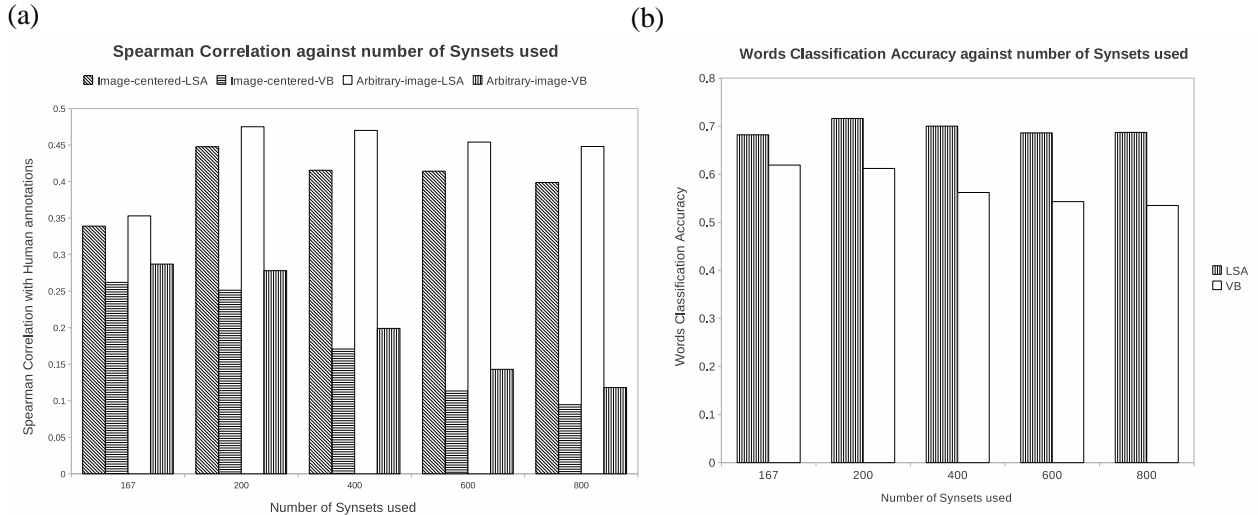 (a)
Spearman Correlation against number of Synsets used
Image-centered-LSA Image-centered-VB Arbitrary-image-LSA Arbitrary-image-VB
Spearman Correlation with Human annotations
0.5
0.45
0.4
0.35
0.3
0.25
0.2
0.15
0.1
0.05
0
167 200 400 600 800
Number of Synsets used
(b)
Words Classification Accuracy against number of Synsets used
Words Classification Accuracy
0.8
0.7
0.6
0.5
0.4
0.3
0.2
0.1
0
167 200 400 600 800
Number of Synsets used
LSA
VB